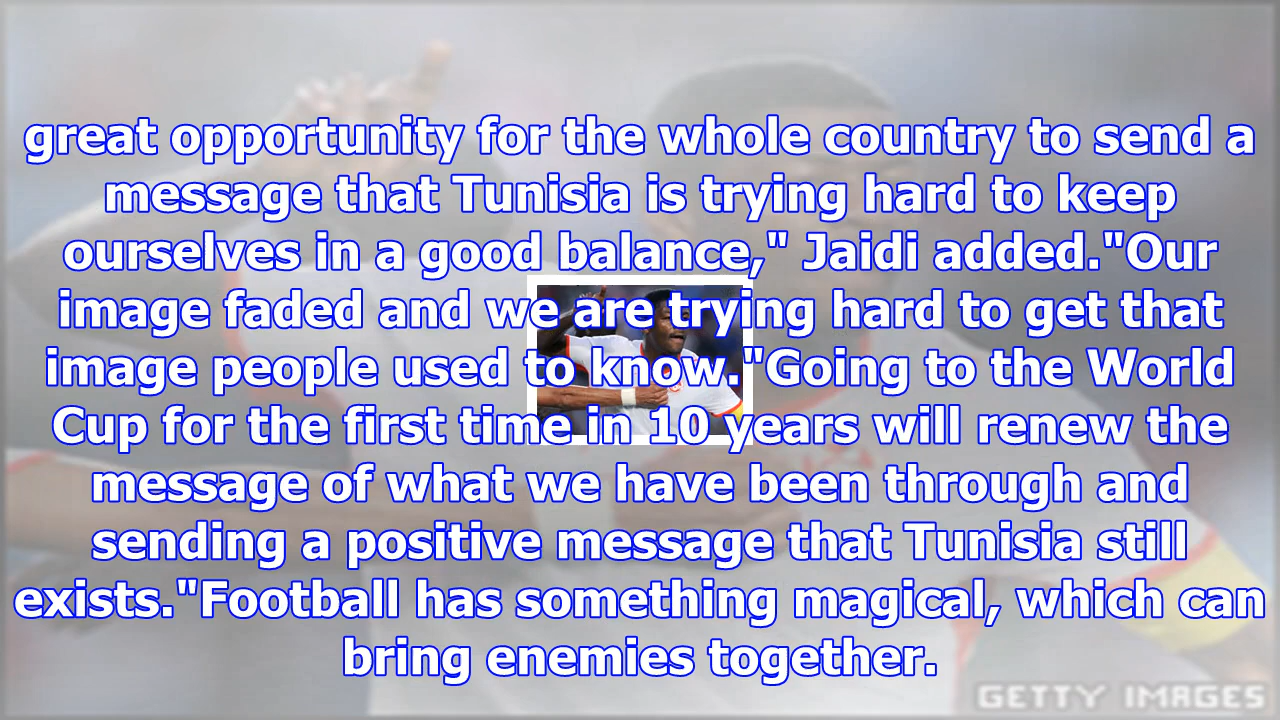 great opportunity for the whole country to send a
message that Tunisia is trying hard to keep
ourselves in a good balance," Jaidi added."Our
image faded and we are trying hard to get that
image people used to know."Going to the World
Cup for the first time in 10 years will renew the
message of what we have been through and
sending a positive message that Tunisia still
exists."Football has something magical, which can
bring enemies together.
GETTY IMAGES